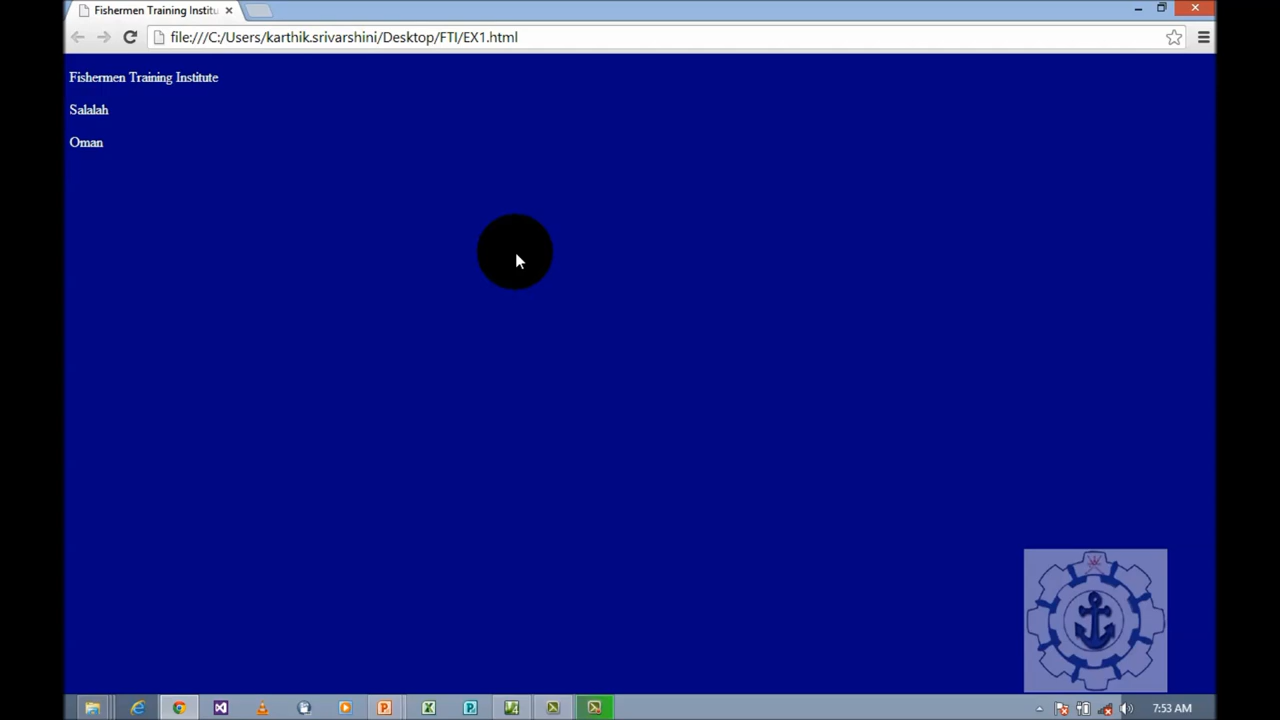 Fishermen Training Institu
file:///C:/Users/karthik.srivarshini/Desktop/FTI/EX1.html
Fishermen Training Institute
Salalah
Oman
7:53 AM